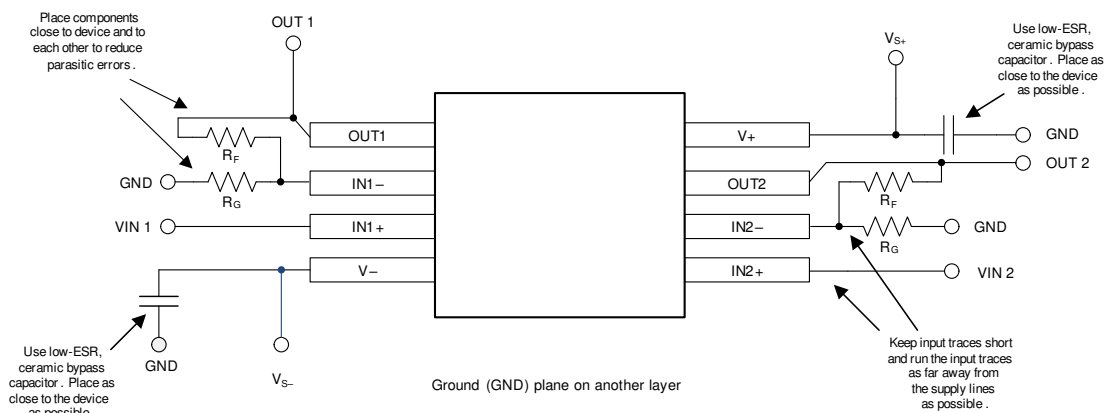 Place components
close to device and to
each other to reduce
parasitic errors .
OUT 1
VS+
Use low-ESR,
ceramic bypass
capacitor . Place as
close to the device
as possible .
OUT1
V+
GND
RF
OUT 2
GND
IN1−
OUT2
RF
RG
VIN 1
IN1+
IN2−
GND
RG
V−
IN2+
VIN 2
GND
VS−
Use low-ESR,
ceramic bypass
capacitor . Place as
close to the device
as possible
Ground (GND) plane on another layer
Keep input traces short
and run the input traces
as far away from
the supply lines
as possible .